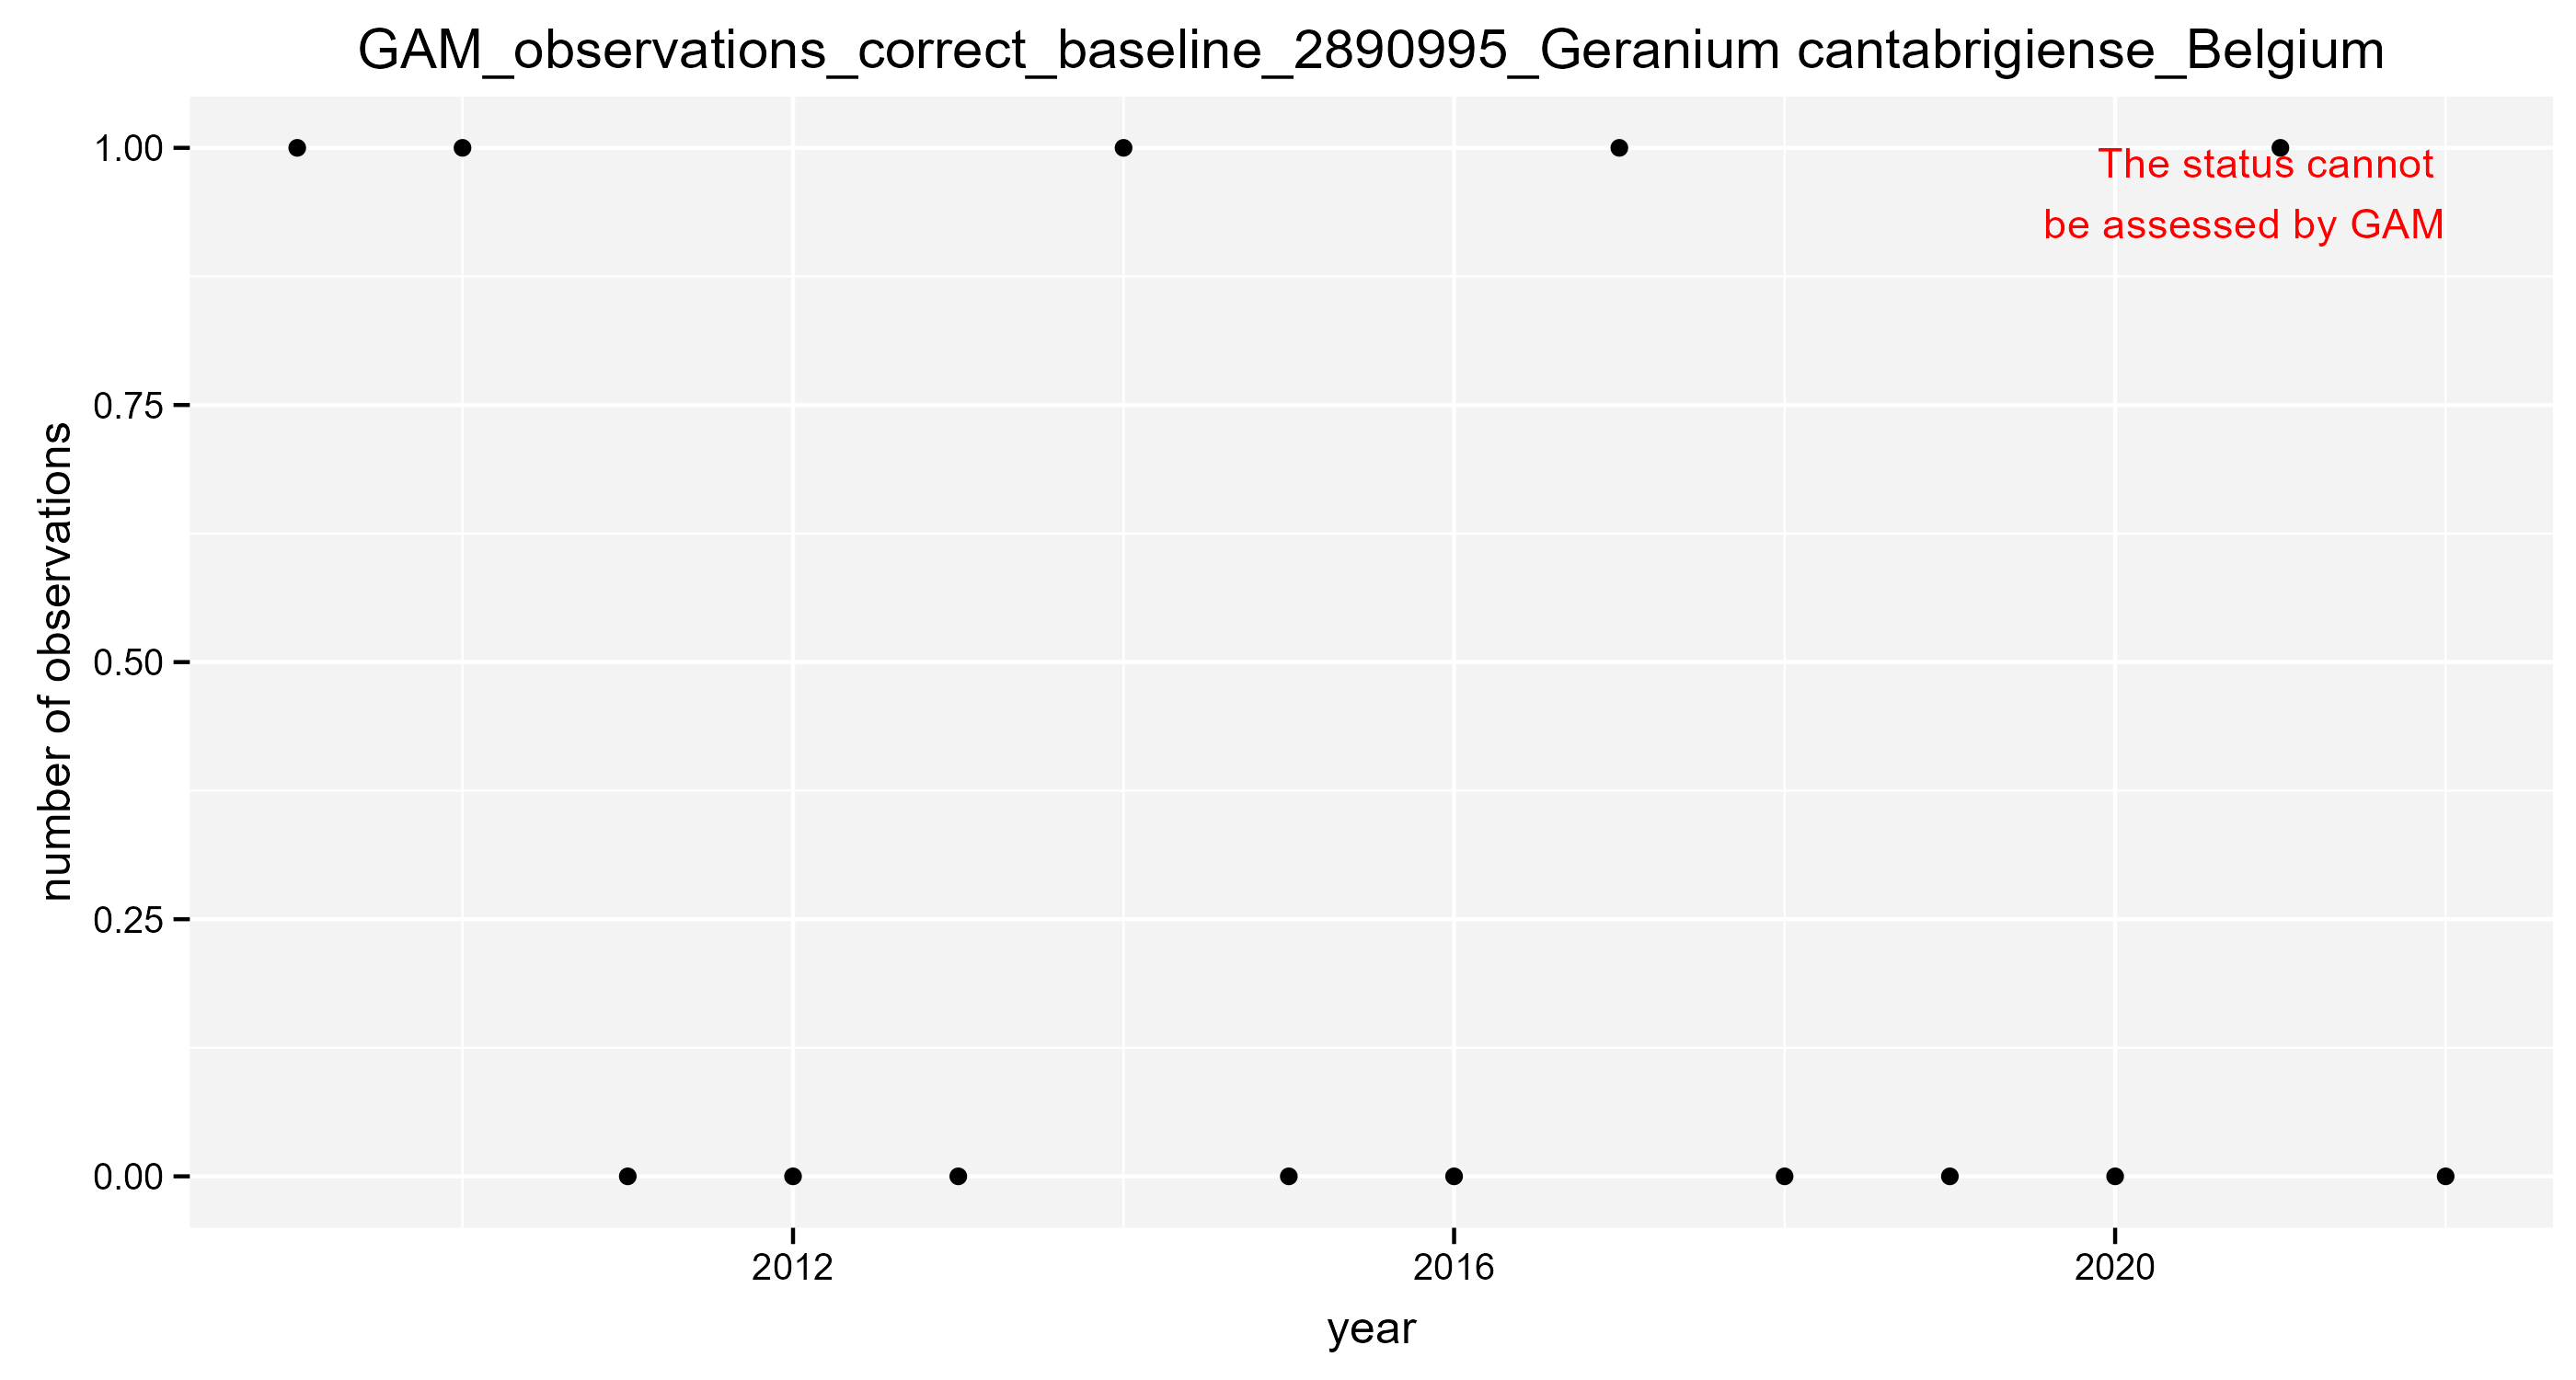 GAM_observations_correct_baseline_2890995_Geranium cantabrigiense_Belgium
1.00
The status cannot
be assessed by GAM
0.75
number of observations
0.50
0.25
0.00
2012
2016
2020
year